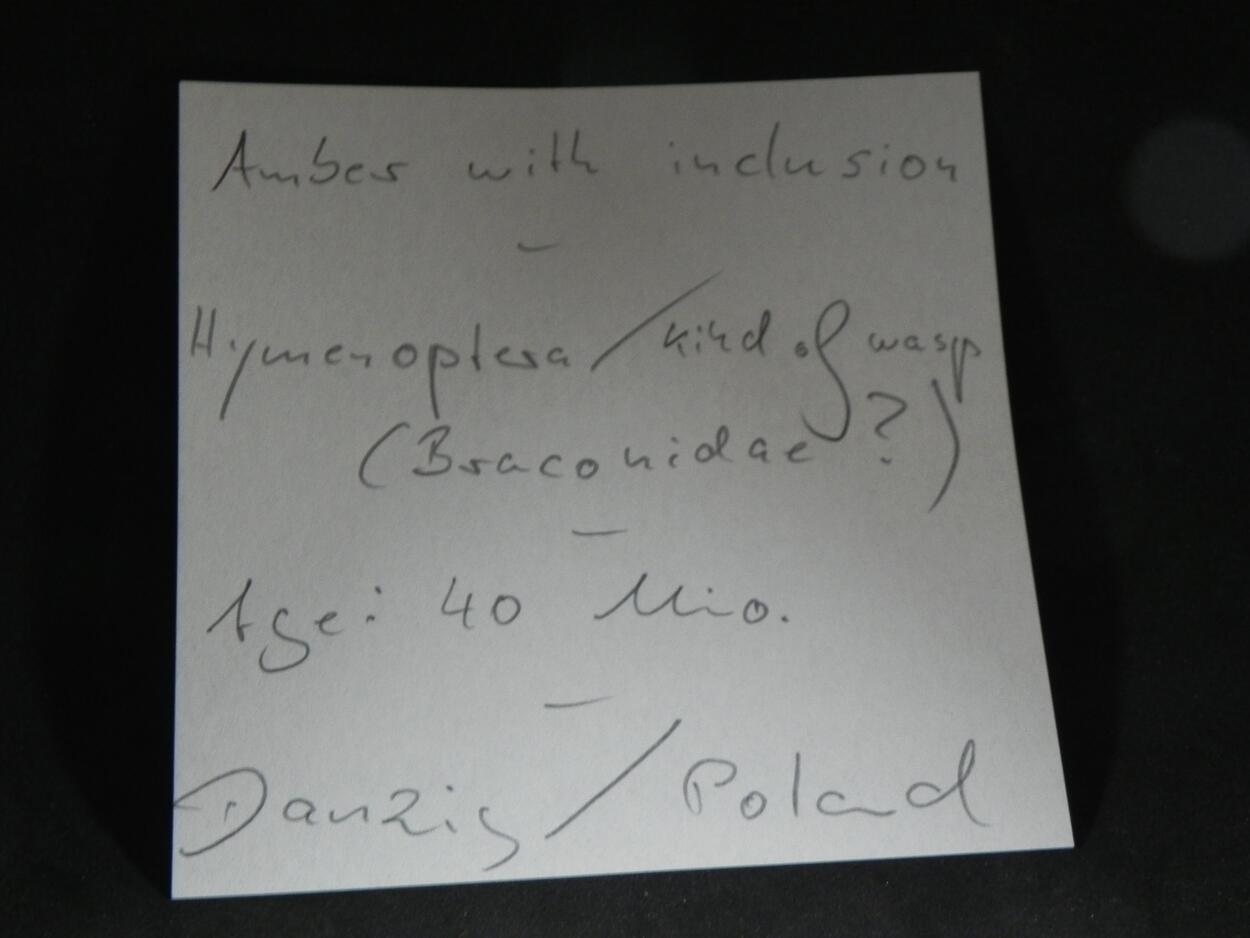 Amber with inclusion
-
Hymenoptera / kind of wasp
(Braconidae ?)
-
Age: 40 Mio.
-
Danzig / Poland